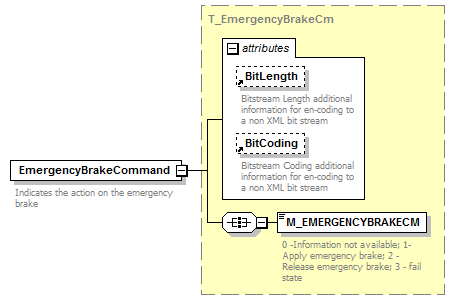 T_EmergencyBrakeCm
attributes
BitLength
Bitstream Length additional
information for en-coding to
a non XML bit stream
BitCoding
Bitstream Coding additional
information for en-coding to
a non XML bit stream
EmergencyBrakeCommand
Indicates the action on the emergency
brake
M_EMERGENCYBRAKECM
0 -Information not available; 1-
Apply emergency brake; 2 -
Release emergency brake; 3 - fail
state